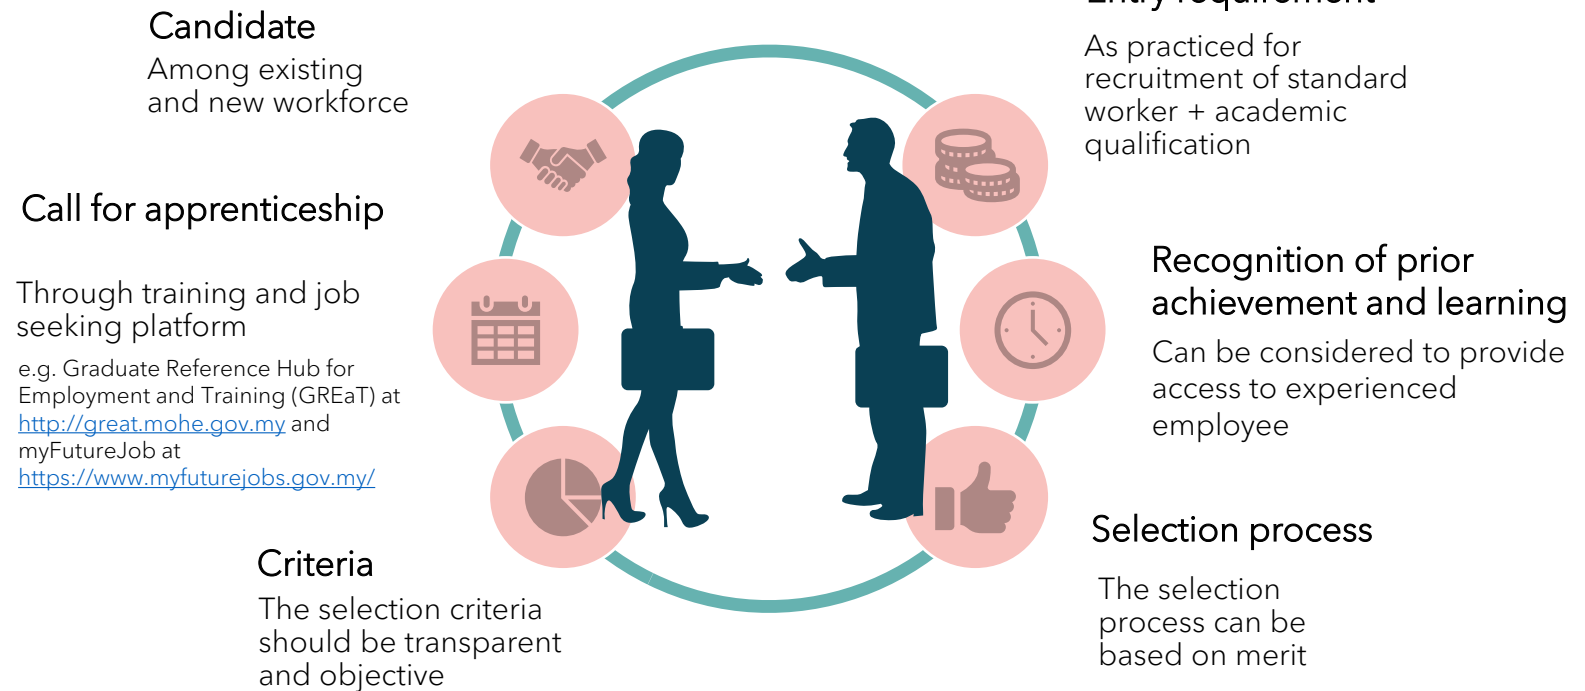 Candidate
Among existing
and new workforce
Call for apprenticeship
Through training and job
seeking platform
e.g. Graduate Reference Hub for
Employment and Training (GREaT) at
http://great.mohe.gov.my and
myFutureJob at
https://www.myfuturejobs.gov.my/
Criteria
The selection criteria
should be transparent
and objective
Entry requirement
As practiced for
recruitment of standard
worker + academic
qualification
Recognition of prior
achievement and learning
Can be considered to provide
access to experienced
employee
Selection process
The selection
process can be
based on merit